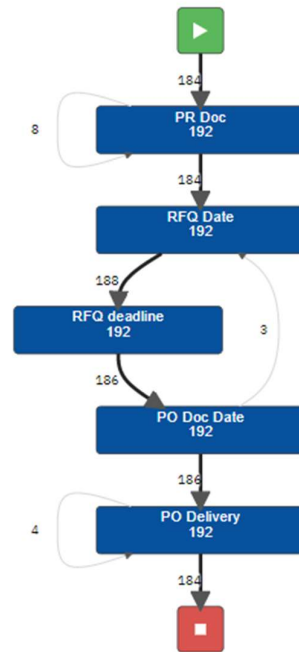 184
PR Doc
192
8
184
RFQ Date
192
188
RFQ deadline
192
3
186
PO Doc Date
192
186
PO Delivery
192
4
184